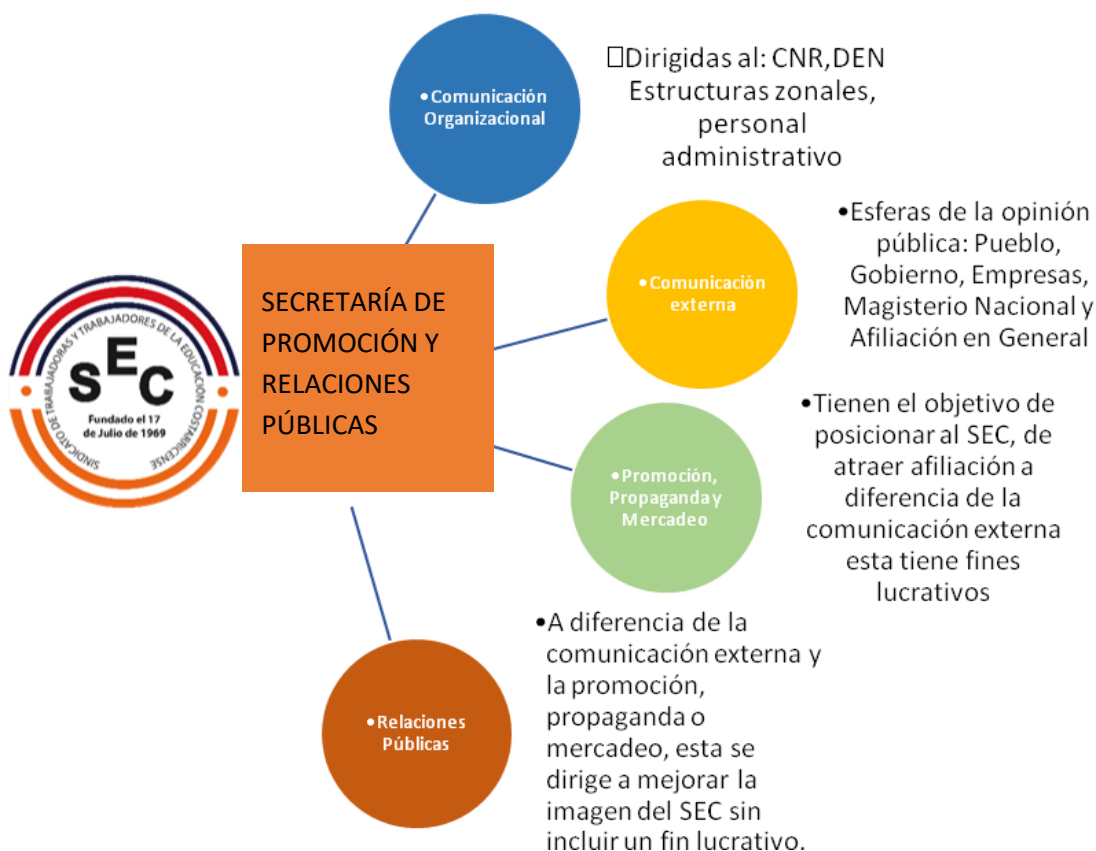 •Comunicación
Organizacional
□Dirigidas al: CNR,DEN
Estructuras zonales,
personal
administrativo
•Comunicación
externa
•Esferas de la opinión
pública: Pueblo,
Gobierno, Empresas,
Magisterio Nacional y
Afiliación en General
SINDICATO DE TRABAJADORAS Y TRABAJADORES DE LA EDUCACIÓN COSTARRICENSE
SEC
Fundado el 17
de Julio de 1969
SECRETARÍA DE
PROMOCIÓN Y
RELACIONES
PÚBLICAS
•Promoción,
Propaganda y
Mercadeo
•Tienen el objetivo de
posicionar al SEC, de
atraer afiliación a
diferencia de la
comunicación externa
esta tiene fines
lucrativos
•Relaciones
Públicas
•A diferencia de la
comunicación externa y
la promoción,
propaganda o
mercadeo, esta se
dirige a mejorar la
imagen del SEC sin
incluir un fin lucrativo.